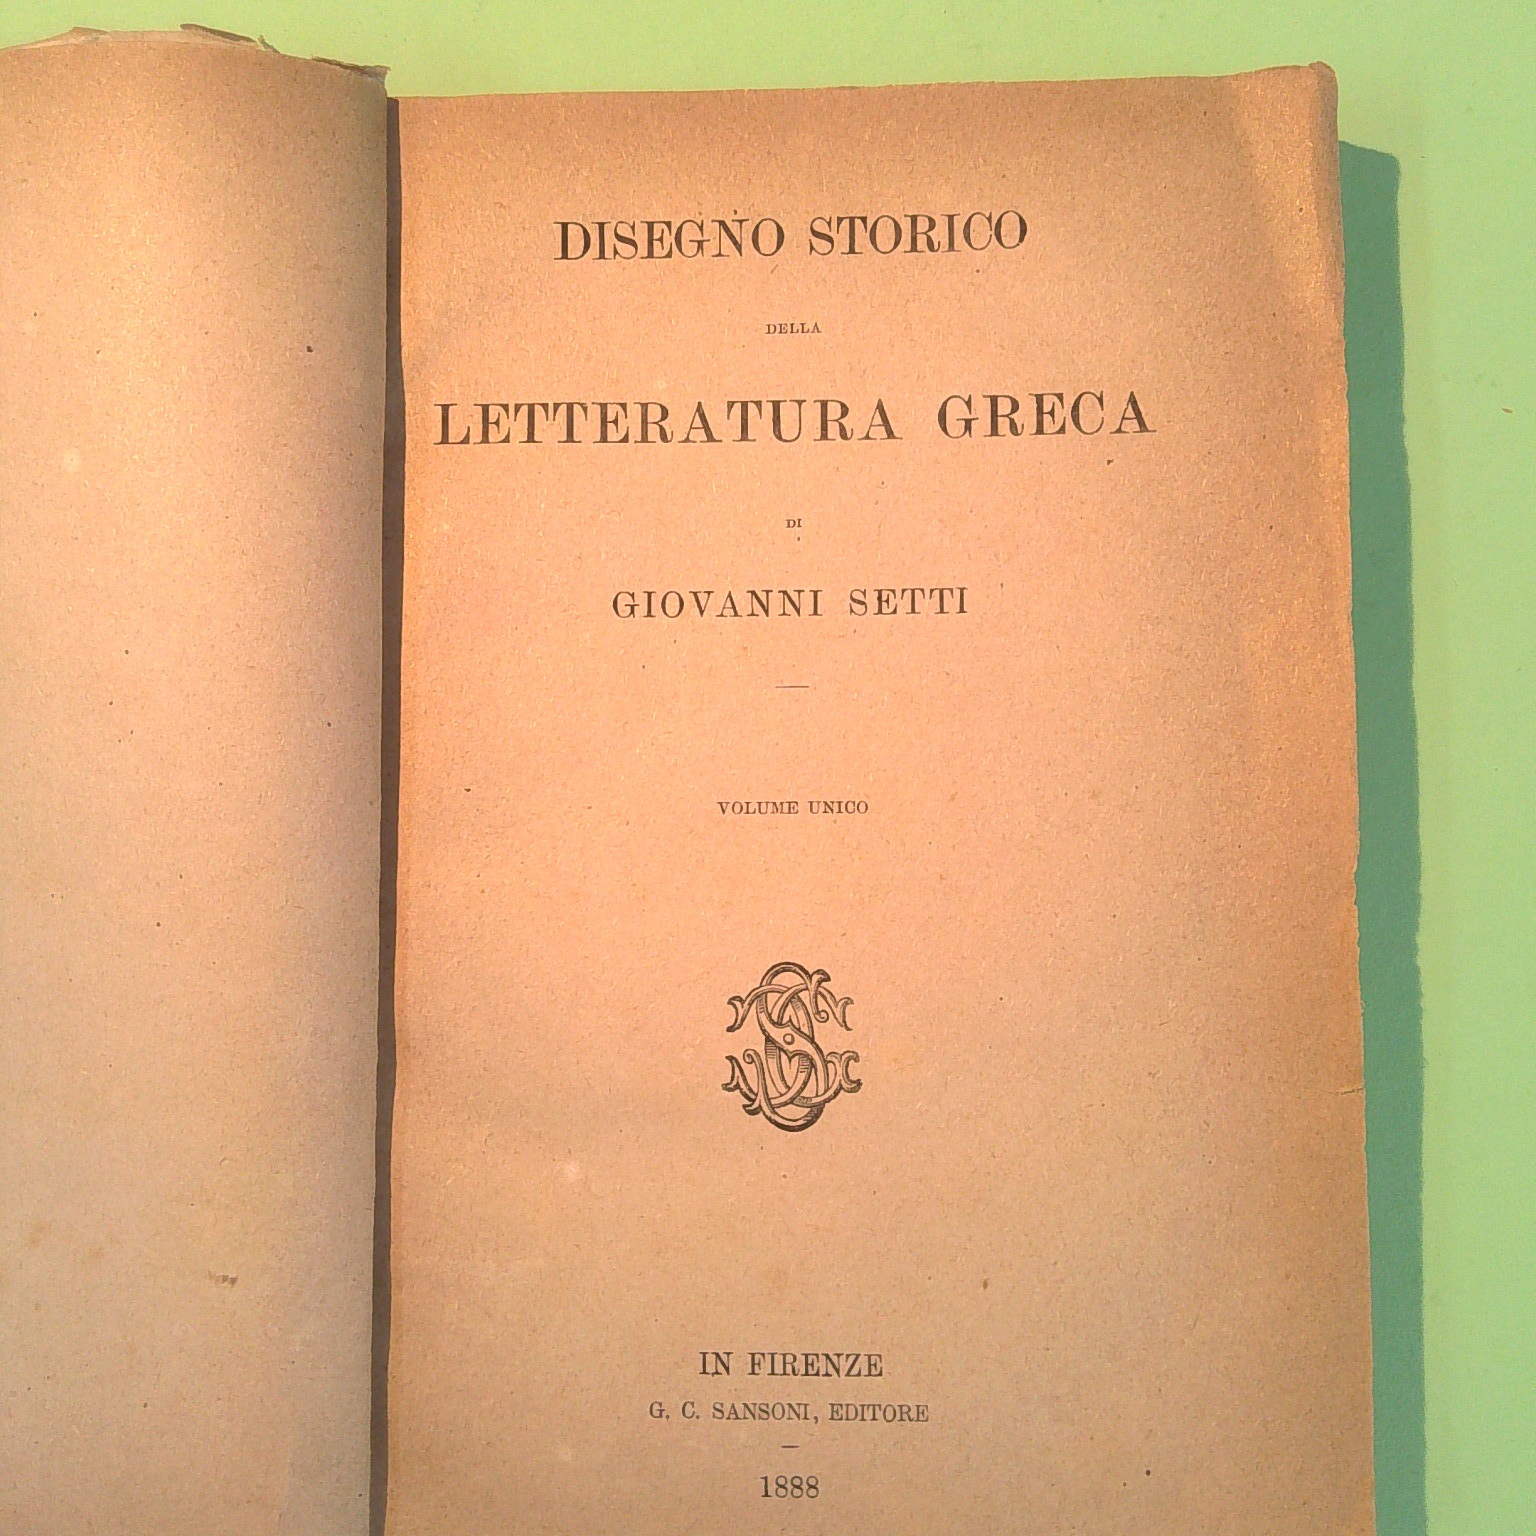 DISEGNO STORICO
DELLA
LETTERATURA GRECA
DI
GIOVANNI SETTI
VOLUME UNICO
IN FIRENZE
G. C. SANSONI, EDITORE
1888